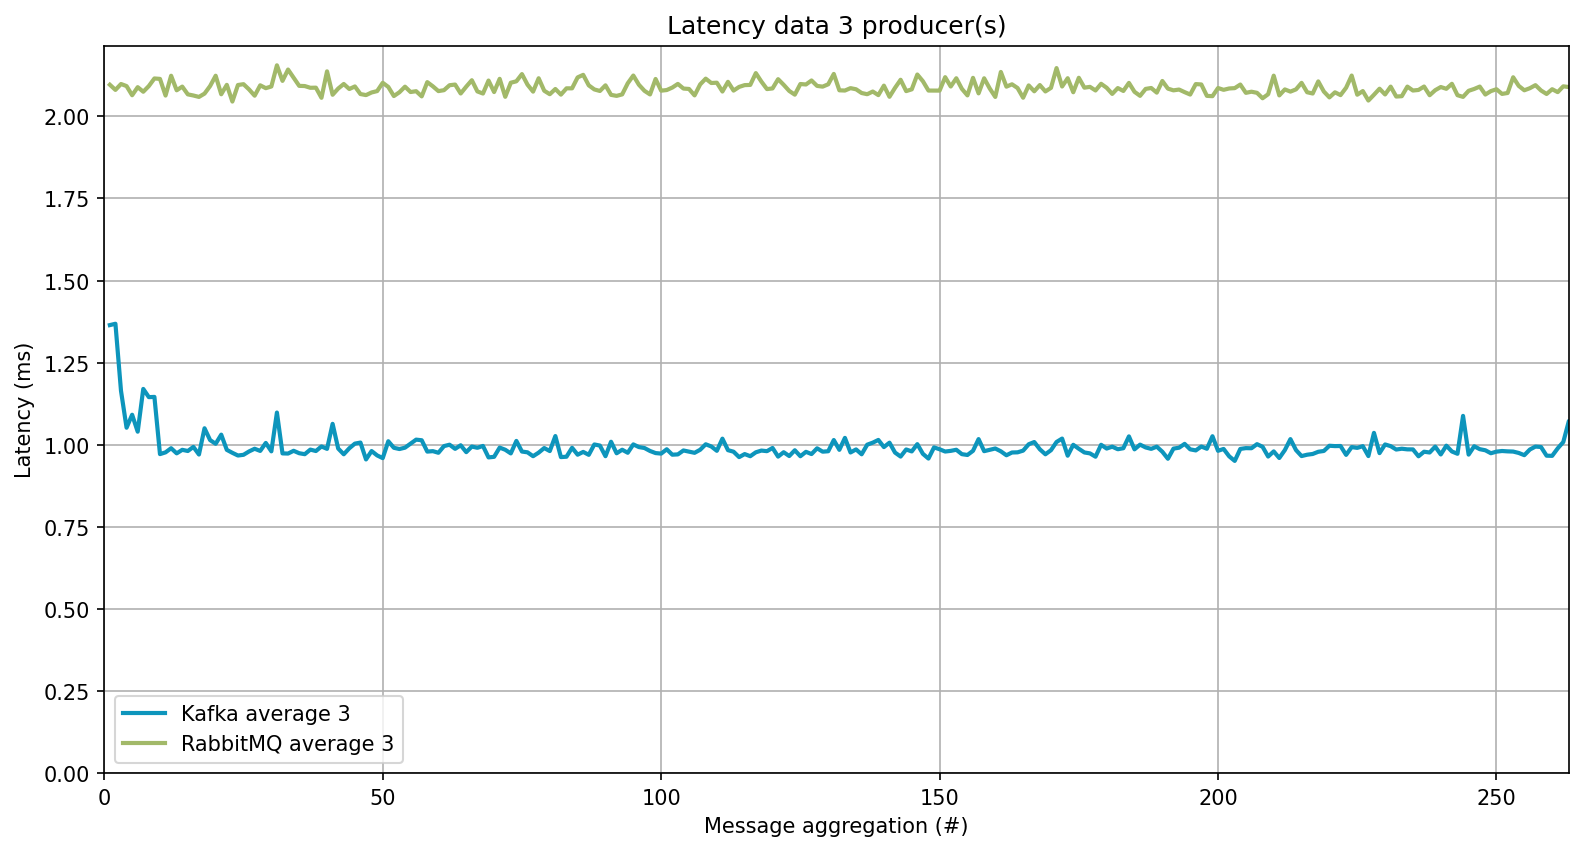 Latency data 3 producer(s)
Latency (ms)
2.00
1.75
1.50
1.25
1.00
0.75
0.50
0.25
0.00
Kafka average 3
RabbitMQ average 3
0 50 100 150 200 250
Message aggregation (#)